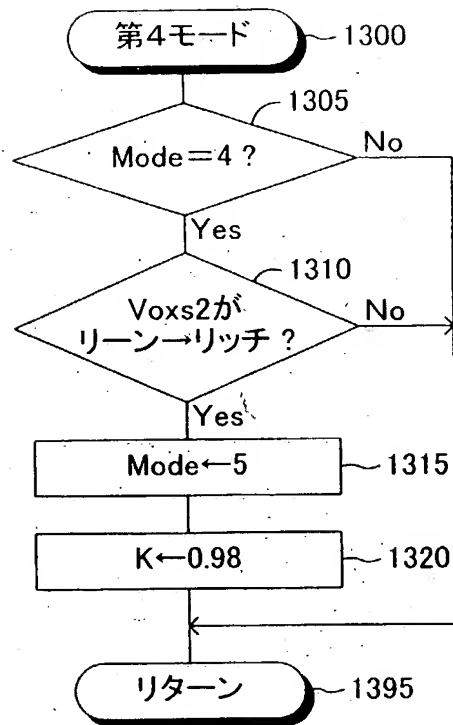 第4モード
1300
1305
Mode=4 ?
No
Yes
1310
Voxs2が
リーン→リッチ ?
No
Yes
Mode←5
1315
K←0.98
1320
リターン
1395